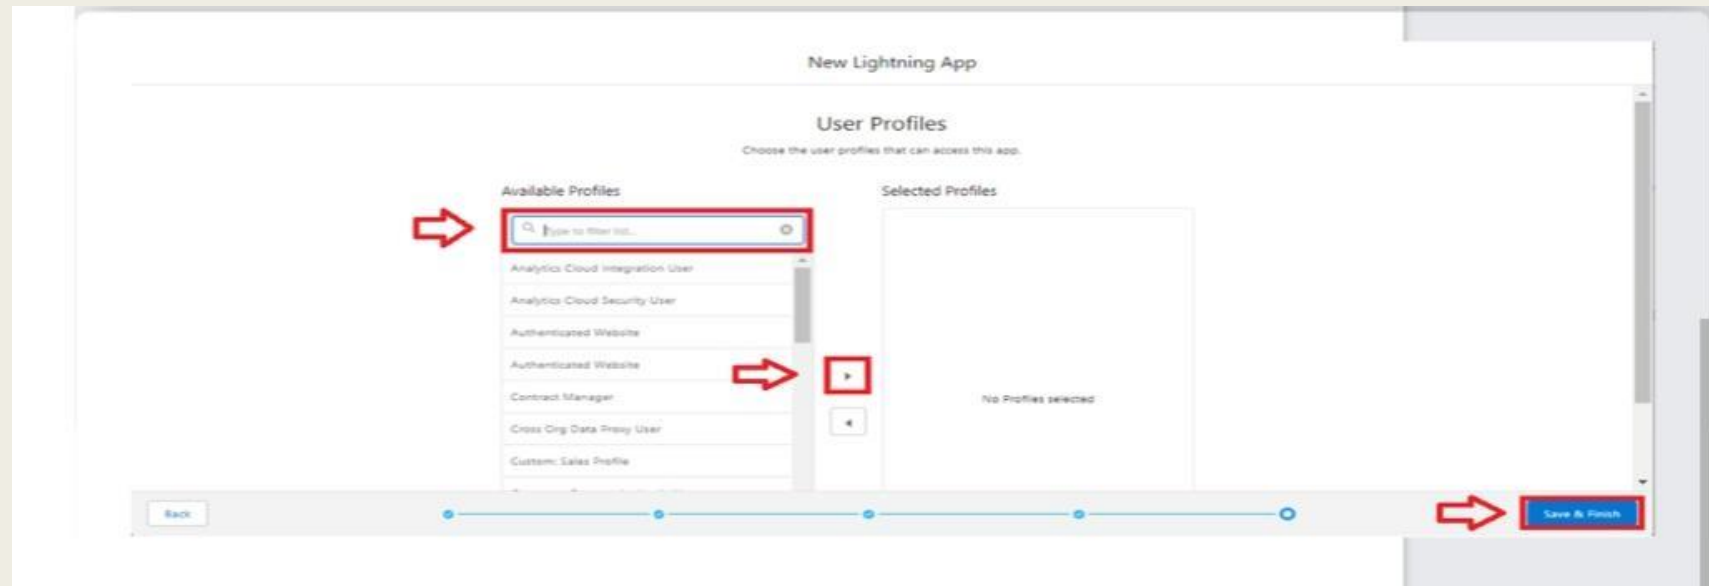 New Lightning App
User Profiles
Choose the user profiles that can access this app.
Available Profiles
Selected Profiles
Type to filter list...
Analytics Cloud Integration User
Analytics Cloud Security User
Authenticated Website
Authenticated Website
Contract Manager
No Profiles selected
Cross Org Data Proxy User
Custom: Sales Profile
Back
Save & Finish